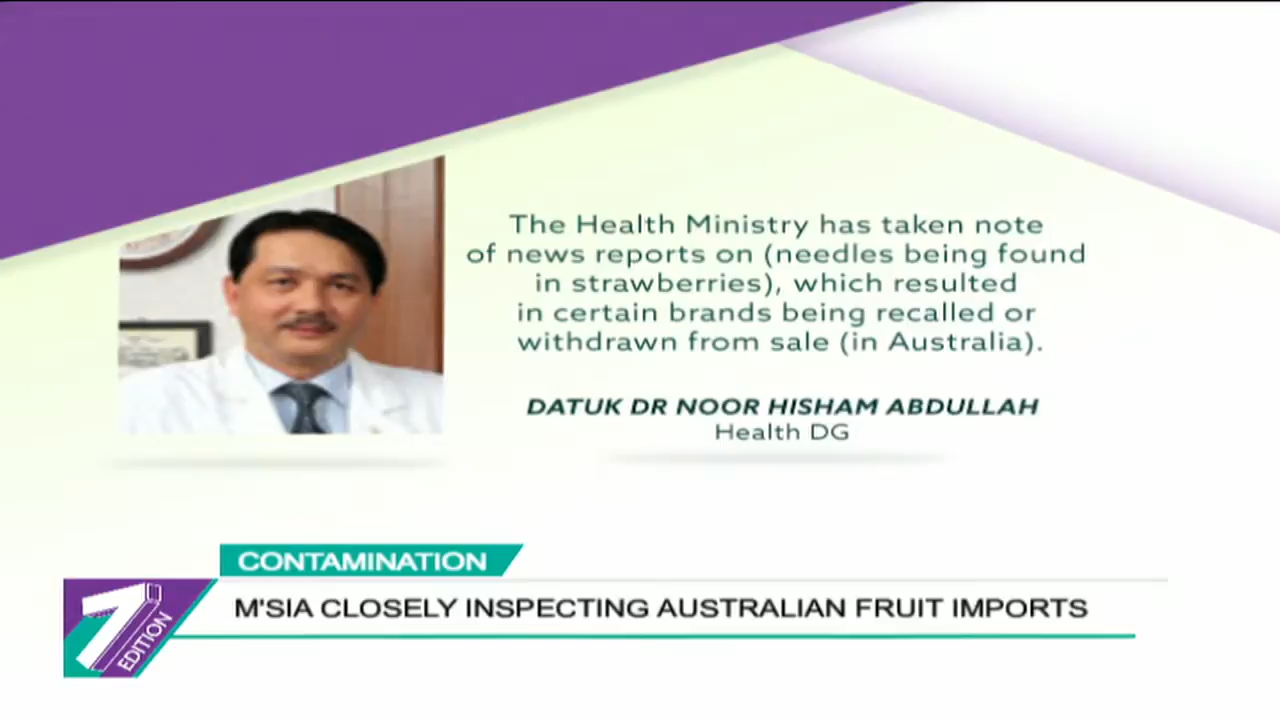 The Health Ministry has taken note
of news reports on (needles being found
in strawberries), which resulted
in certain brands being recalled or
withdrawn from sale (in Australia).
DATUK DR NOOR HISHAM ABDULLAH
Health DG
CONTAMINATION
M'SIA CLOSELY INSPECTING AUSTRALIAN FRUIT IMPORTS
7
EDITION